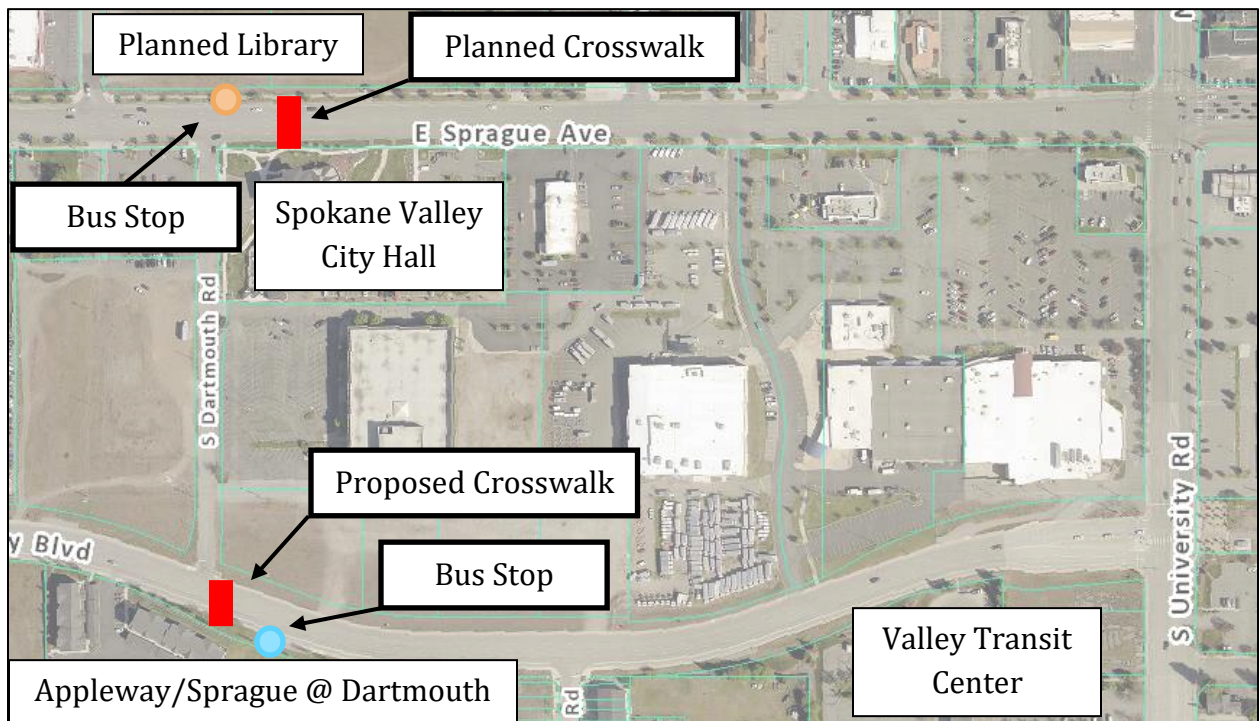 Planned Library
Planned Crosswalk
E Sprague Ave
Bus Stop
Spokane Valley
City Hall
S Dartmouth Rd
Proposed Crosswalk
y Blvd
Bus Stop
S University Rd
Valley Transit
Center
Appleway/Sprague @ Dartmouth
Rd